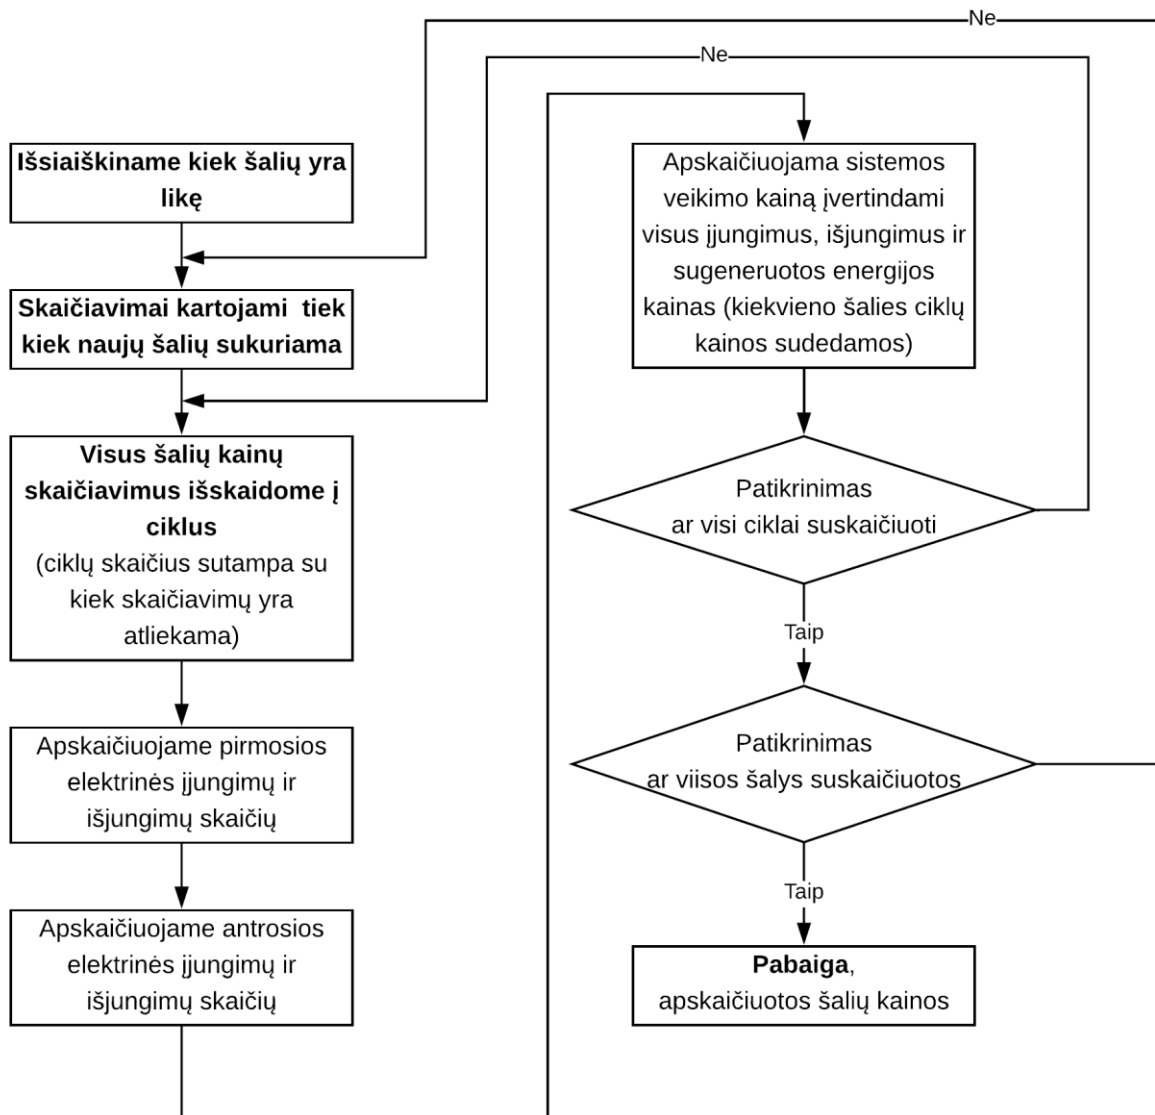 Ne
Ne
Išsiaiškiname kiek šalių yra
likę
Skaičiavimai kartojami tiek
kiek naujų šalių sukuriama
Visus šalių kainų
skaičiavimus išskaidome į
ciklus
(ciklų skaičius sutampa su
kiek skaičiavimų yra
atliekama)
Apskaičiuojame pirmosios
elektrinės įjungimų ir
išjungimų skaičių
Apskaičiuojame antrosios
elektrinės įjungimų ir
išjungimų skaičių
Apskaičiuojama sistemos
veikimo kainą įvertindami
visus įjungimus, išjungimus ir
sugeneruotos energijos
kainas (kiekvieno šalies ciklų
kainos sudedamos)
Patikrinimas
ar visi ciklai suskaičiuoti
Taip
Patikrinimas
ar viisos šalys suskaičiuotos
Taip
Pabaiga,
apskaičiuotos šalių kainos